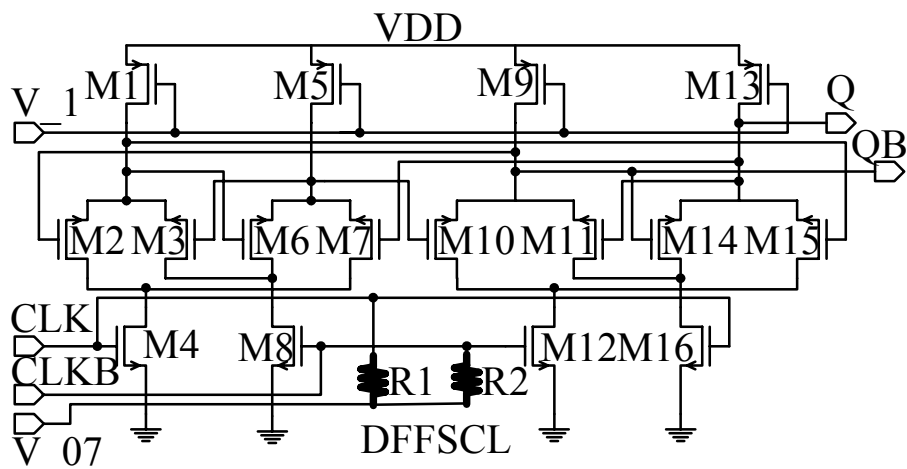 VDD
M1 M5 M9 M13 Q
V_1
QB
M2 M3 M6 M7 M10 M11 M14 M15
CLK
M4 M8 M12 M16
CLKB
R1 R2
V_07
DFFSCL